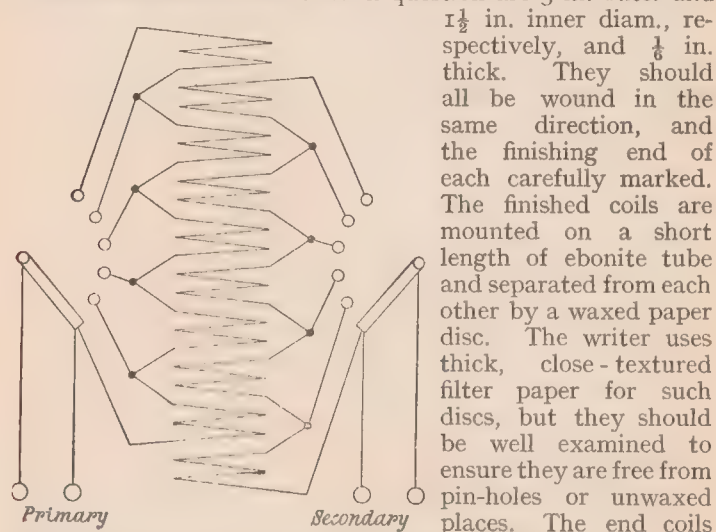 1½ in. inner diam., re-
spectively, and ⅙ in.
thick. They should
all be wound in the
same direction, and
the finishing end of
each carefully marked.
The finished coils are
mounted on a short
length of ebonite tube
and separated from each
other by a waxed paper
disc. The writer uses
thick, close-textured
filter paper for such
discs, but they should
be well examined to
ensure they are free from
pin-holes or unwaxed
places. The end coils
Primary
Secondary